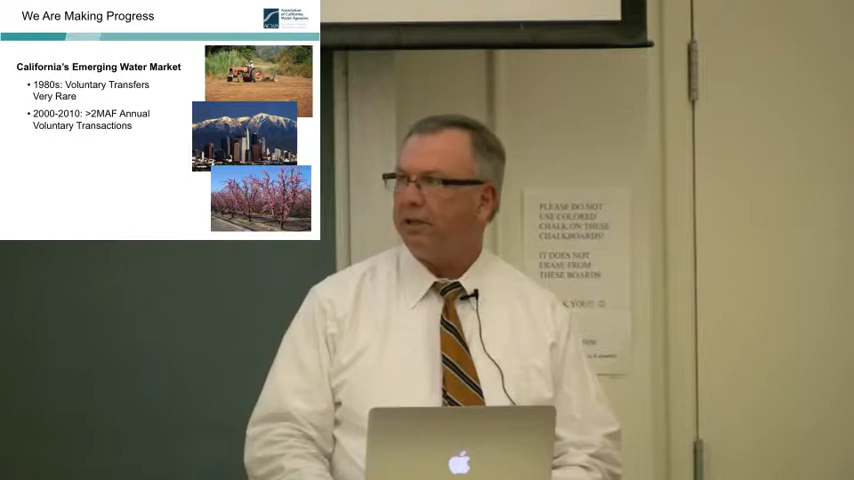 We Are Making Progress
Association
of California
Water Agencies
ACWA
California's Emerging Water Market
• 1980s: Voluntary Transfers
Very Rare
• 2000-2010: >2MAF Annual
Voluntary Transactions
PLEASE DO NOT
USE COLORED
CHALK ON THESE
CHALKBOARDS!
IT DOES NOT
ERASE FROM
THESE BOARDS
YOU!! ☺